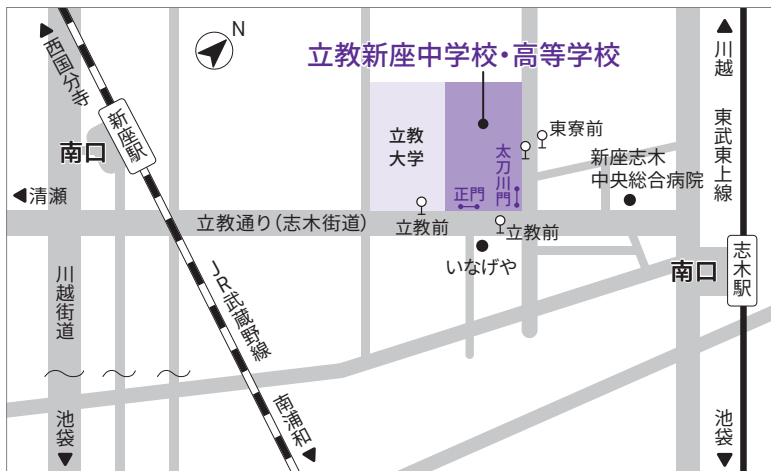 N
立教新座中学校・高等学校
西国分寺
新座駅
南口
清瀬
立教
大学
正門
太刀川門
東寮前
新座志木
中央総合病院
川越
東武東上線
立教通り（志木街道）
立教前
立教前
いなげや
南口
志木駅
川越街道
JR武蔵野線
池袋
南浦和
池袋